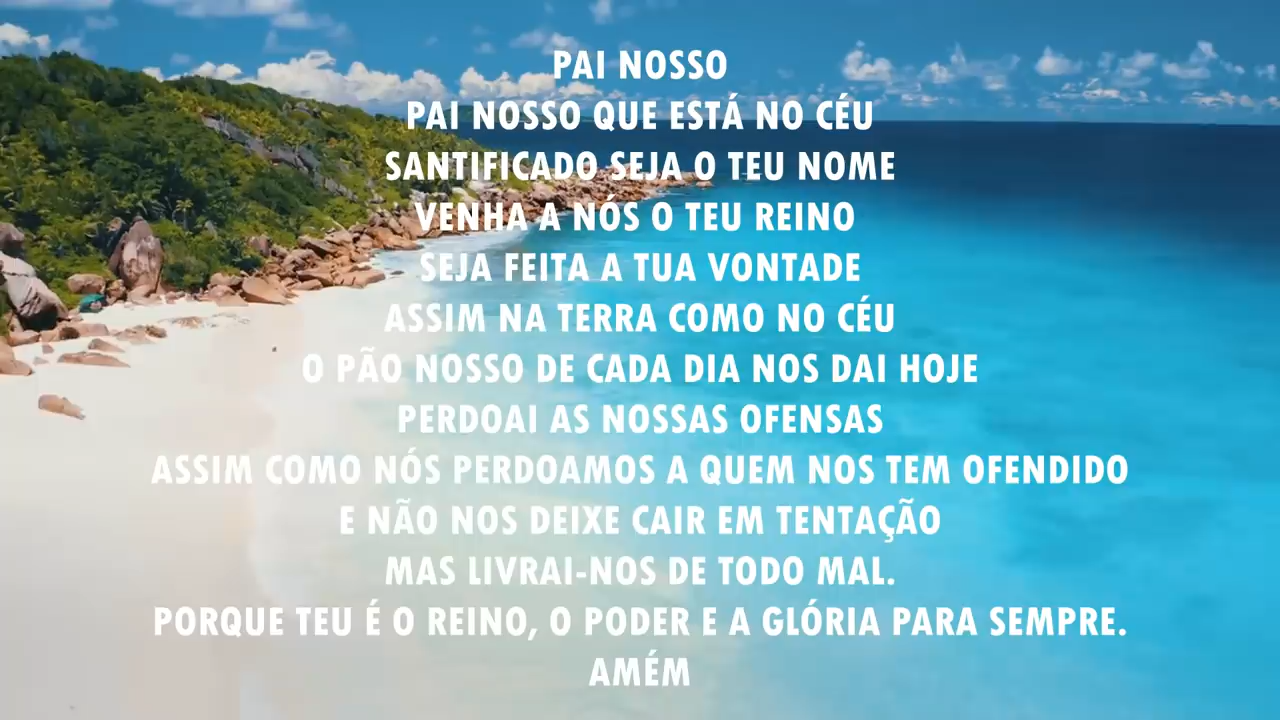 PAI NOSSO
PAI NOSSO QUE ESTÁ NO CÉU
SANTIFICADO SEJA O TEU NOME
VENHA A NÓS O TEU REINO
SEJA FEITA A TUA VONTADE
ASSIM NA TERRA COMO NO CÉU
O PÃO NOSSO DE CADA DIA NOS DAI HOJE
PERDOAI AS NOSSAS OFENSAS
ASSIM COMO NÓS PERDOAMOS A QUEM NOS TEM OFENDIDO
E NÃO NOS DEIXE CAIR EM TENTAÇÃO
MAS LIVRAI-NOS DE TODO MAL.
PORQUE TEU É O REINO, O PODER E A GLÓRIA PARA SEMPRE.
AMÉM